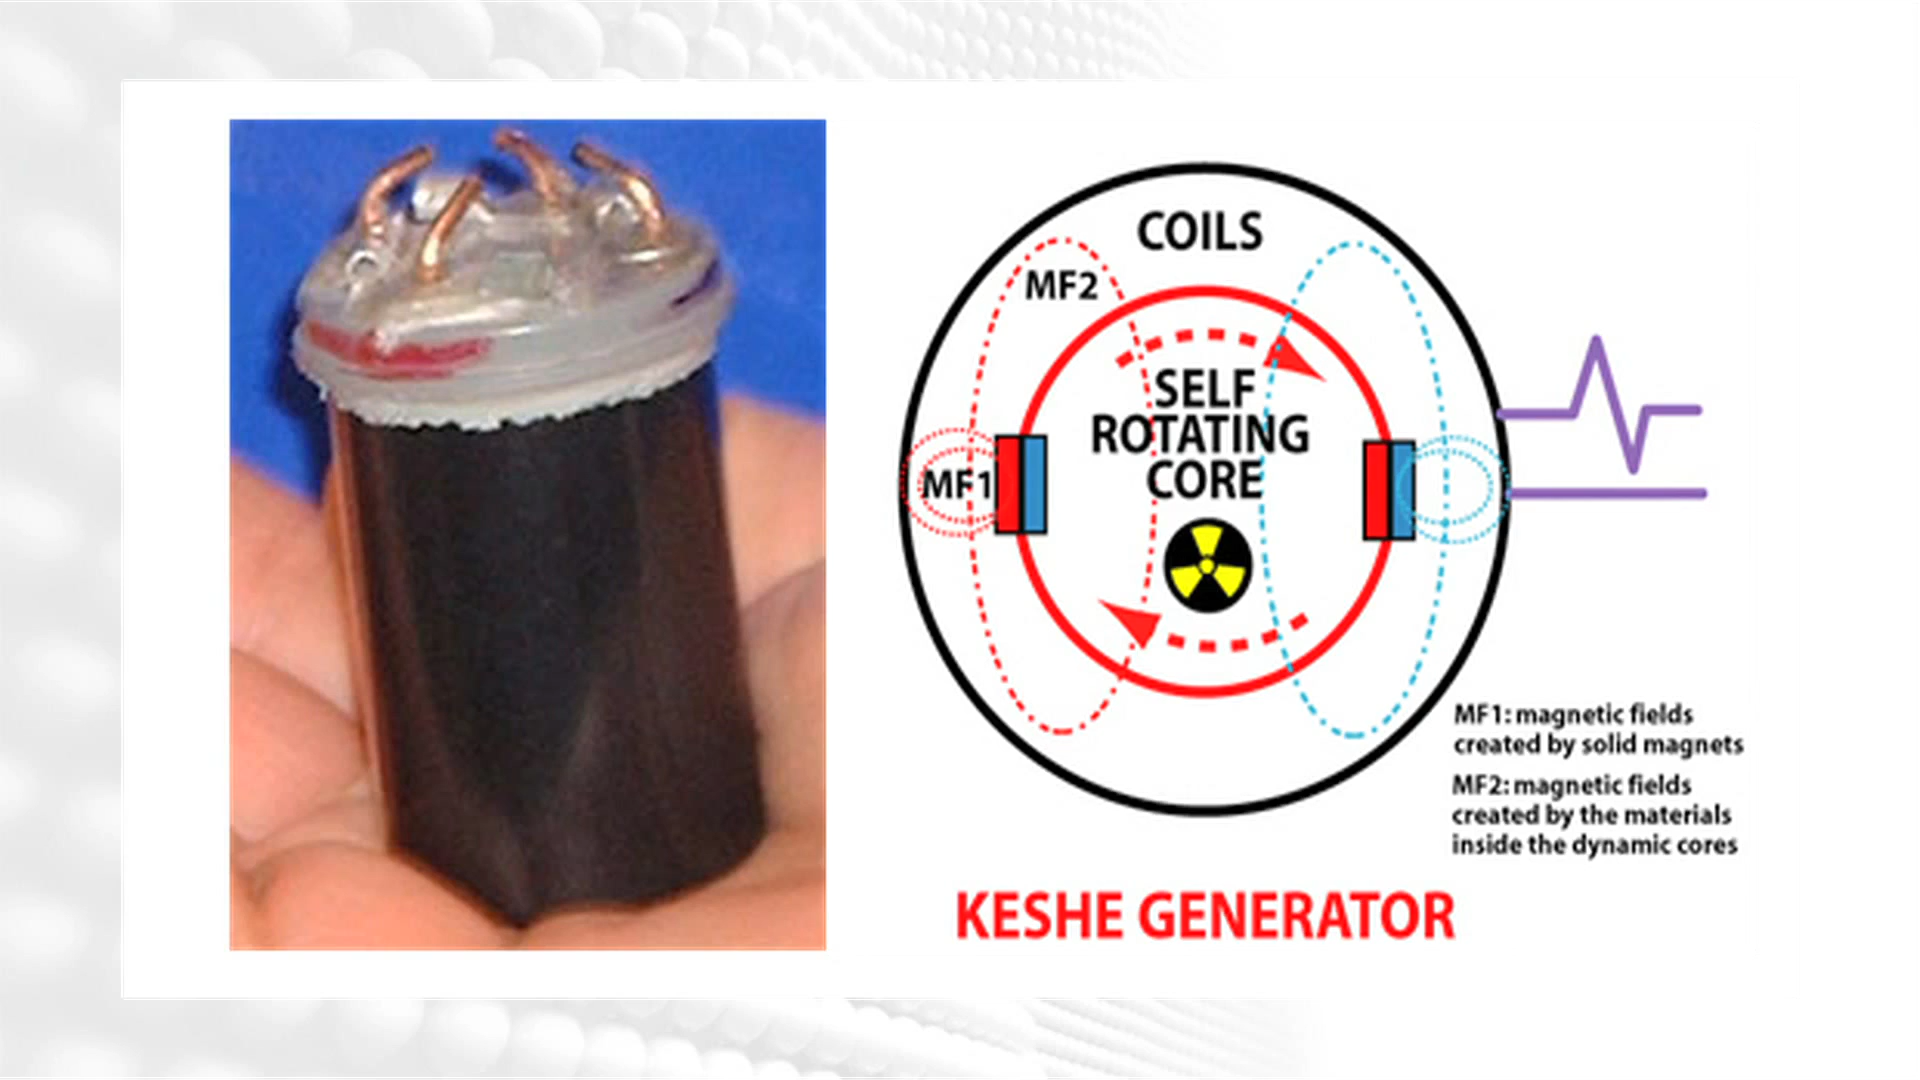 COILS
MF2
SELF
ROTATING
CORE
MF1
MF1: magnetic fields
created by solid magnets
MF2: magnetic fields
created by the materials
inside the dynamic cores
KESHE GENERATOR